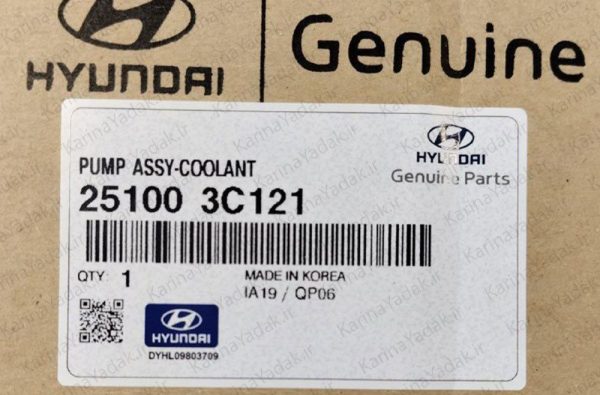 HYUNDAI
Genuine
HYUNDAI
Genuine Parts
PUMP ASSY-COOLANT
25100 3C121
QTY: 1
MADE IN KOREA
IA19 / QP06
HYUNDAI
DYHL09803709
KarinaYadak.ir